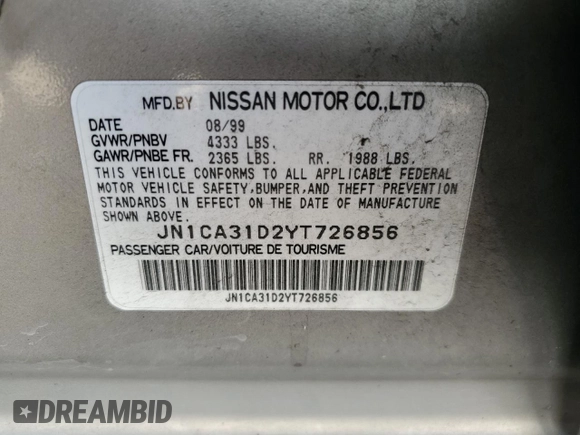 MFD.BY NISSAN MOTOR CO.,LTD
DATE 08/99
GVWR/PNBV 4333 LBS.
GAWR/PNBE FR. 2365 LBS. RR. 1988 LBS.
THIS VEHICLE CONFORMS TO ALL APPLICABLE FEDERAL
MOTOR VEHICLE SAFETY,BUMPER,AND THEFT PREVENTION
STANDARDS IN EFFECT ON THE DATE OF MANUFACTURE
SHOWN ABOVE.
JN1CA31D2YT726856
PASSENGER CAR/VOITURE DE TOURISME
JN1CA31D2YT726856
DREAMBID